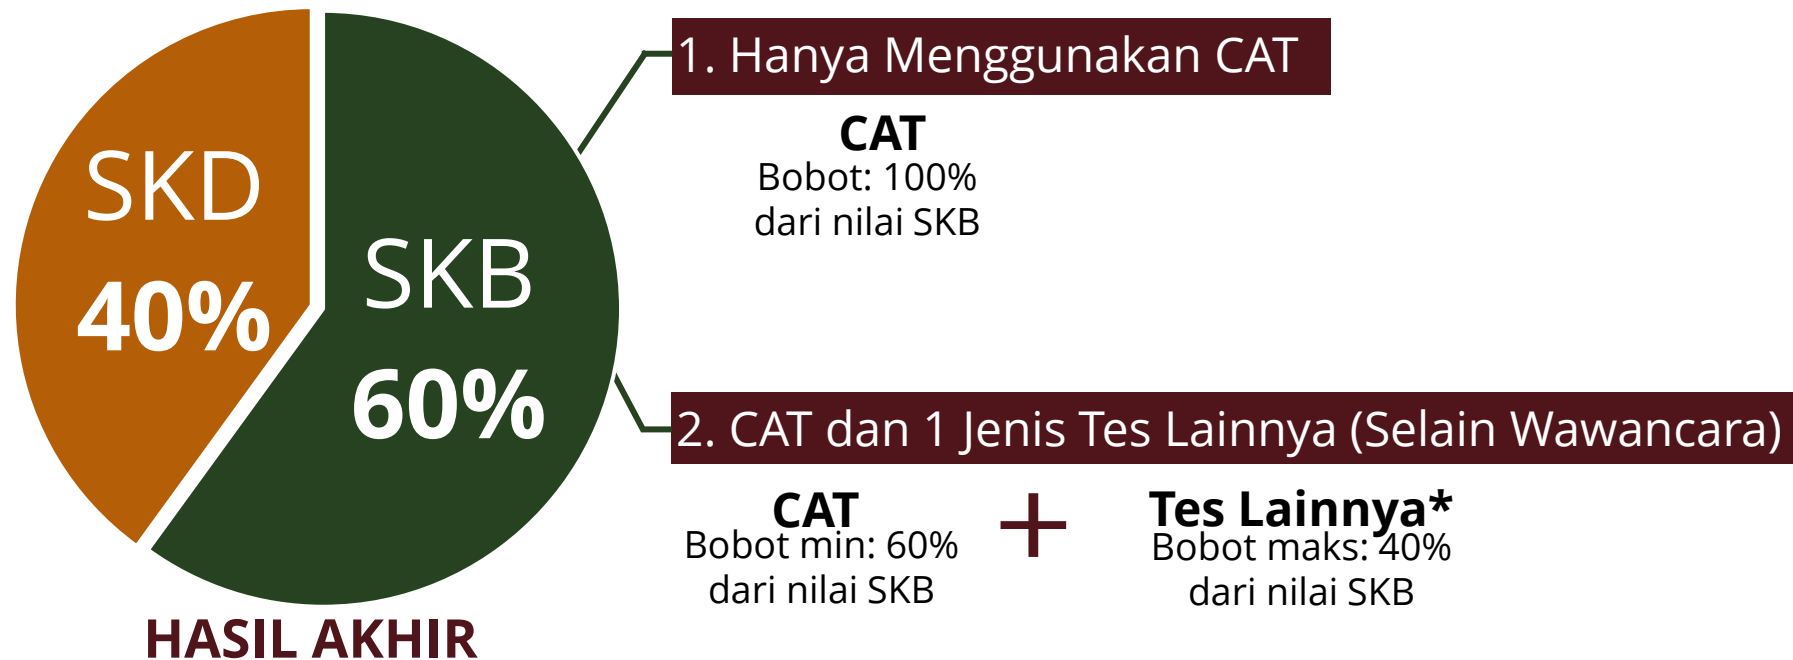 SKD
40%
SKB
60%
HASIL AKHIR
1. Hanya Menggunakan CAT
CAT
Bobot: 100%
dari nilai SKB
2. CAT dan 1 Jenis Tes Lainnya (Selain Wawancara)
CAT
Bobot min: 60%
dari nilai SKB
+
Tes Lainnya*
Bobot maks: 40%
dari nilai SKB